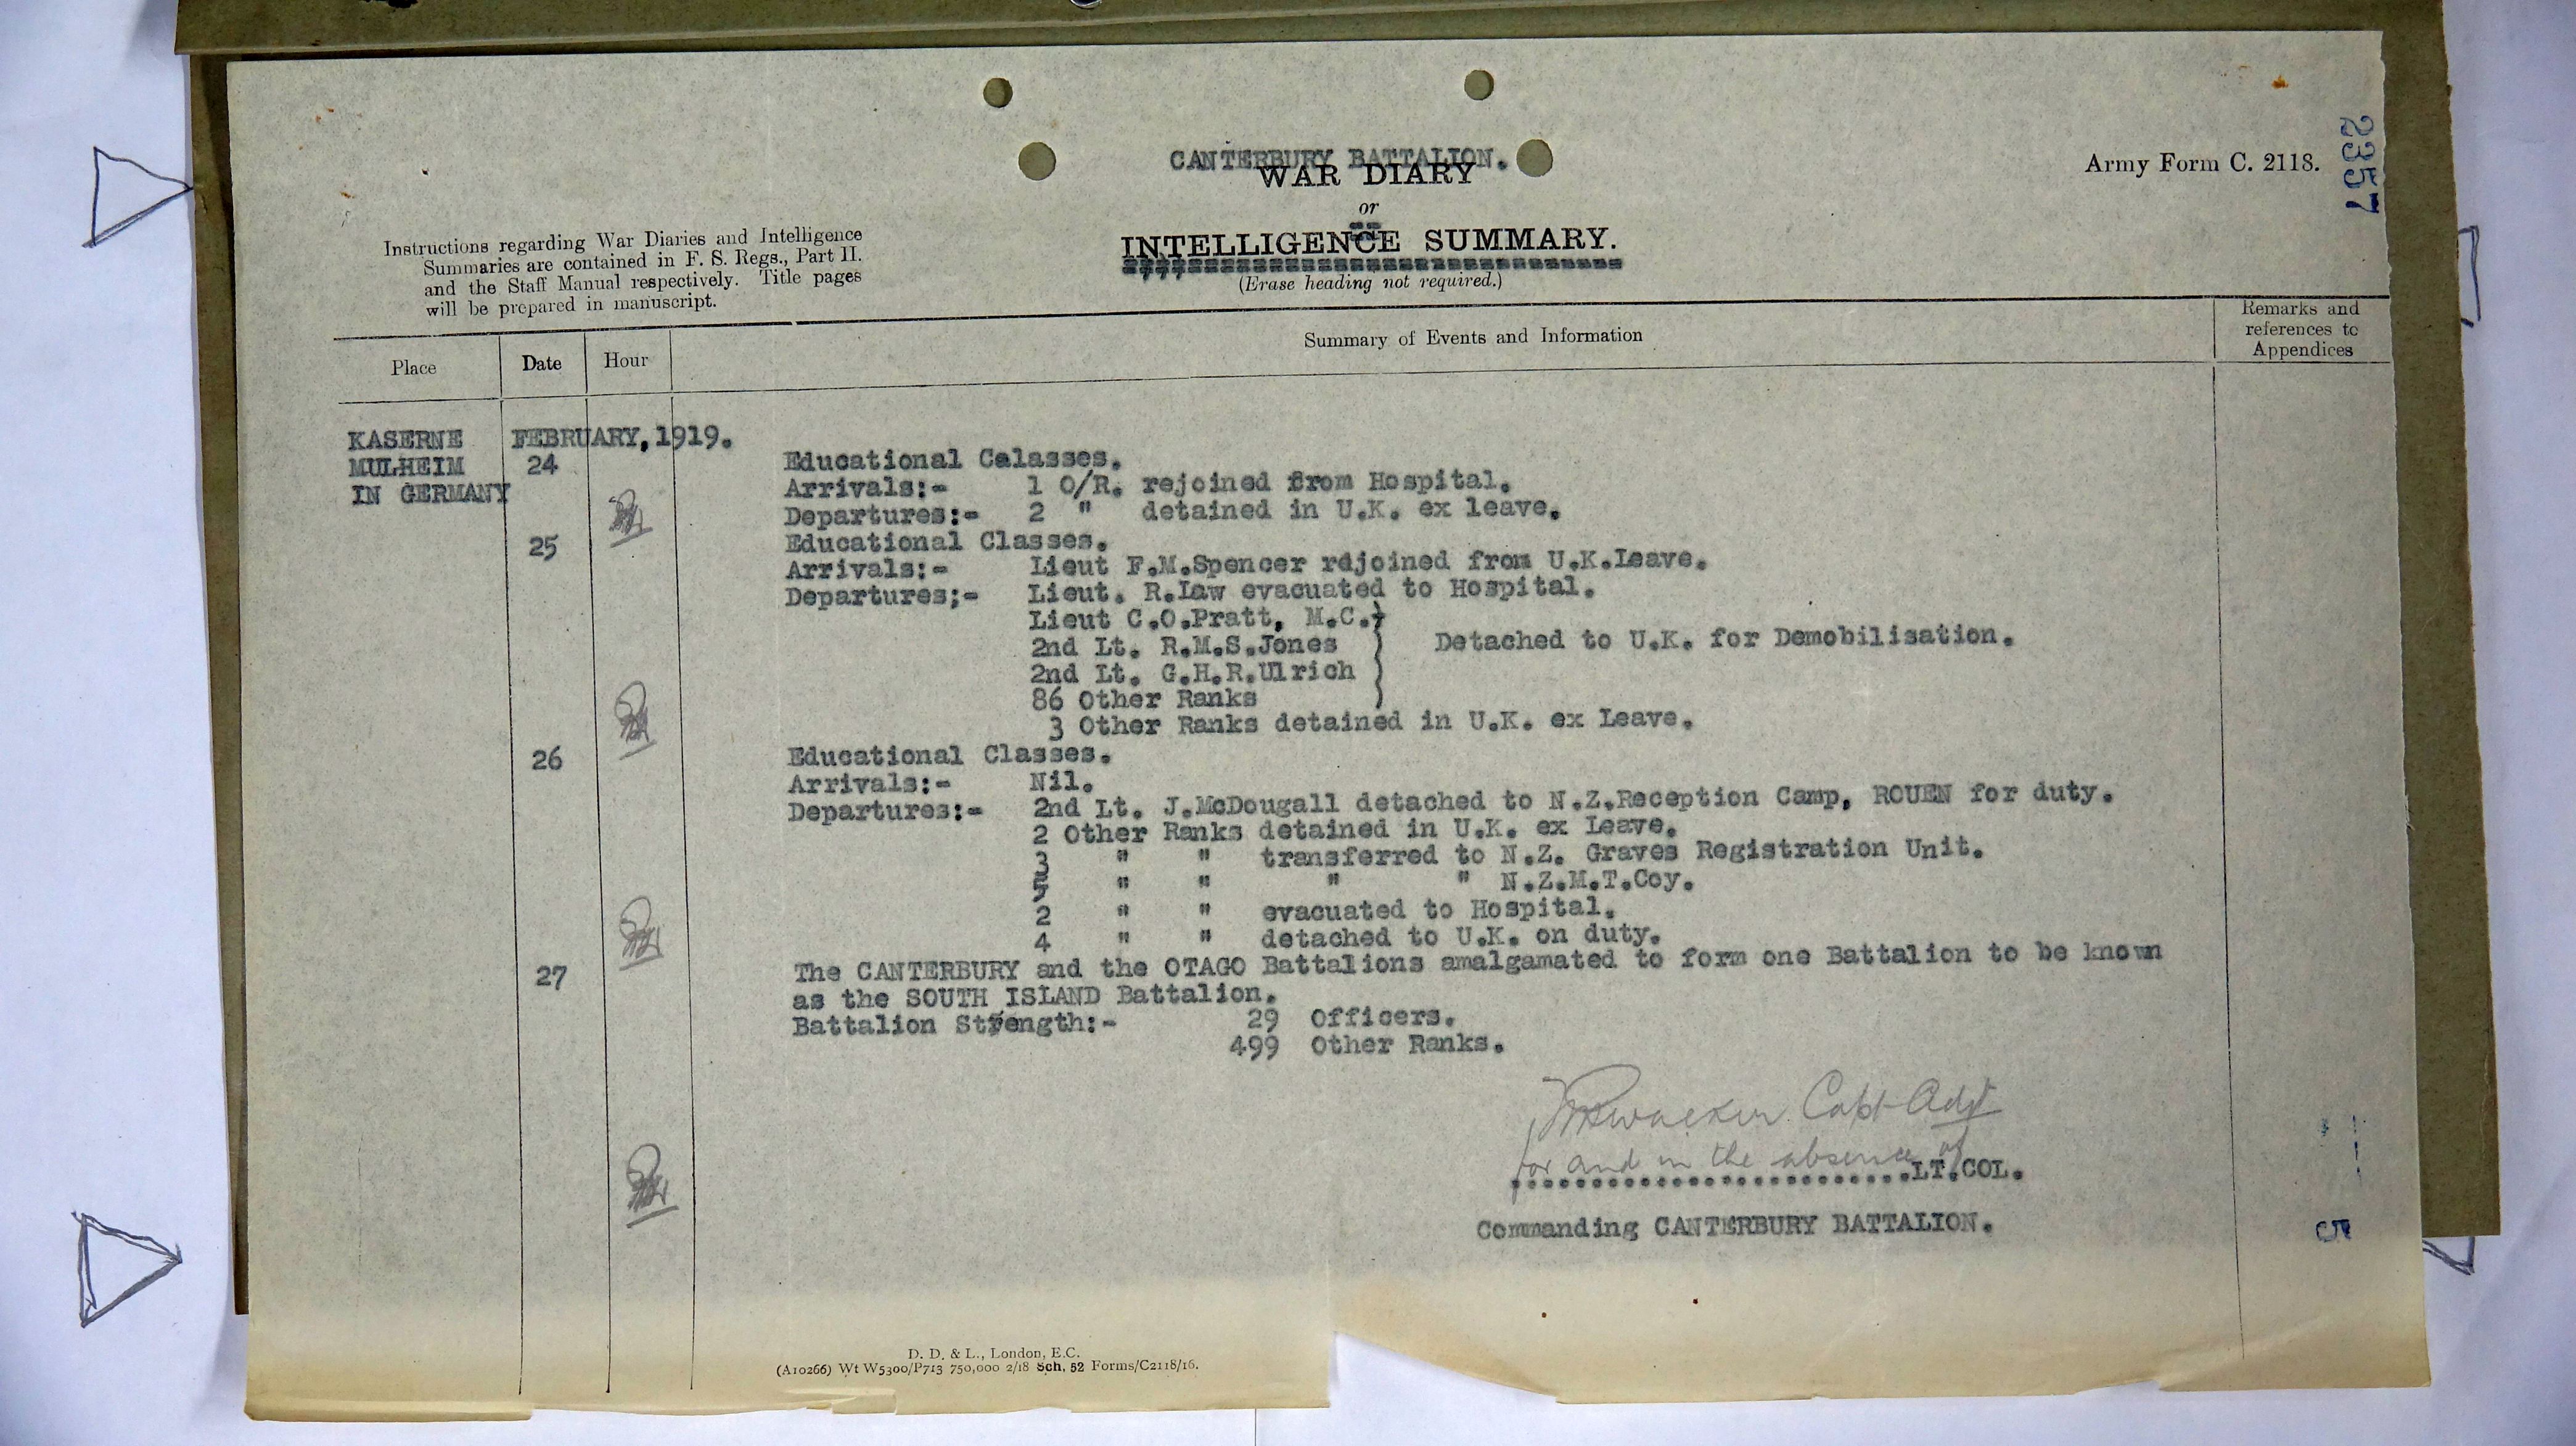 2357
CANTERBURY BATTALION.
WAR DIARY
Army Form C. 2118.
or
INTELLIGENCE SUMMARY.
(Erase heading not required.)
Instructions regarding War Diaries and Intelligence
Summaries are contained in F. S. Regs., Part II.
and the Staff Manual respectively. Title pages
will be prepared in manuscript.
Place
Date
Hour
Summary of Events and Information
Remarks and
references to
Appendices
KASERNE
MULHEIM
IN GERMANY
FEBRUARY, 1919.
24
Educational Calasses.
Arrivals:- 1 O/R. rejoined from Hospital.
Departures:- 2 " detained in U.K. ex leave.
25
Educational Classes.
Arrivals:- Lieut F.M.Spencer rejoined from U.K.Leave.
Departures;- Lieut. R.Law evacuated to Hospital.
Lieut C.O.Pratt, M.C.
2nd Lt. R.M.S.Jones
Detached to U.K. for Demobilisation.
2nd Lt. G.H.R.Ulrich
86 Other Ranks
3 Other Ranks detained in U.K. ex Leave.
26
Educational Classes.
Arrivals:- Nil.
Departures:- 2nd Lt. J.McDougall detached to N.Z.Reception Camp, ROUEN for duty.
2 Other Ranks detained in U.K. ex Leave.
3 " " transferred to N.Z. Graves Registration Unit.
5 " " " " N.Z.M.T.Coy.
2 " " evacuated to Hospital.
4 " " detached to U.K. on duty.
27
The CANTERBURY and the OTAGO Battalions amalgamated to form one Battalion to be known
as the SOUTH ISLAND Battalion.
Battalion Strength:- 29 Officers.
499 Other Ranks.
Capt Adjt
for and in the absence of
LT.COL.
Commanding CANTERBURY BATTALION.
5
D. D. & L., London, E.C.
(A10266) Wt W5300/P713 750,000 2/18 Sch. 52 Forms/C2118/16.